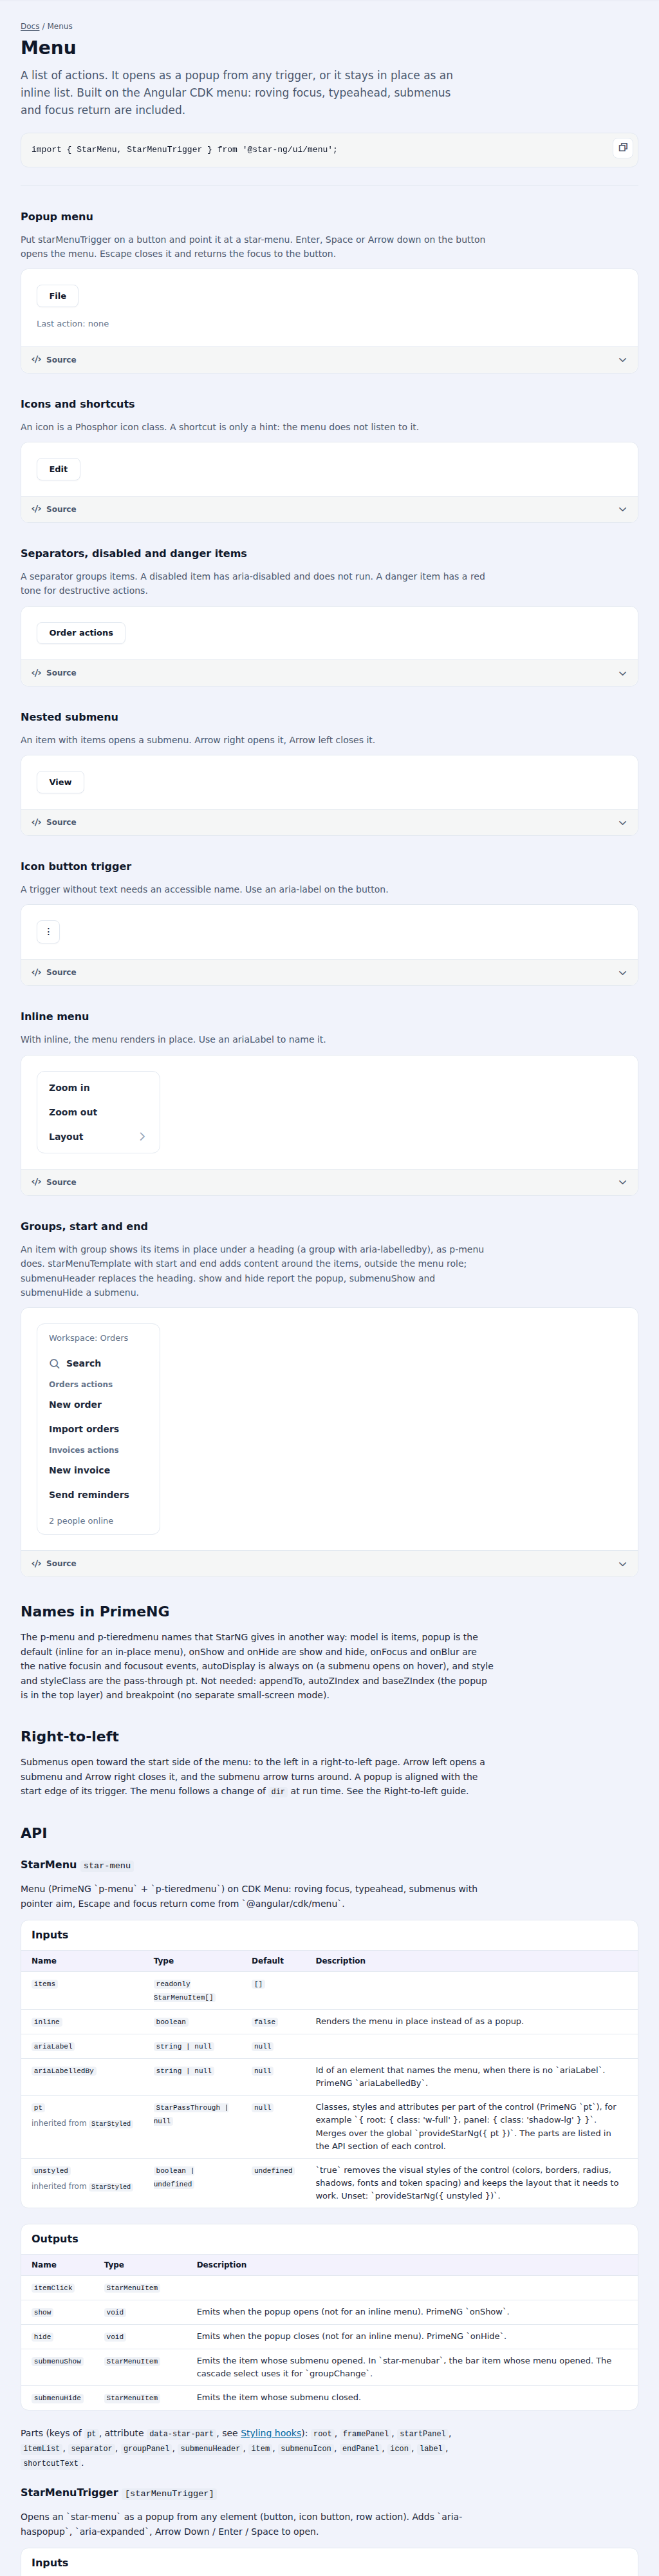 Docs / Menus
Menu
A list of actions. It opens as a popup from any trigger, or it stays in place as an
inline list. Built on the Angular CDK menu: roving focus, typeahead, submenus
and focus return are included.
import { StarMenu, StarMenuTrigger } from '@star-ng/ui/menu';
Popup menu
Put starMenuTrigger on a button and point it at a star-menu. Enter, Space or Arrow down on the button
opens the menu. Escape closes it and returns the focus to the button.
File
Last action: none
</> Source
Icons and shortcuts
An icon is a Phosphor icon class. A shortcut is only a hint: the menu does not listen to it.
Edit
</> Source
Separators, disabled and danger items
A separator groups items. A disabled item has aria-disabled and does not run. A danger item has a red
tone for destructive actions.
Order actions
</> Source
Nested submenu
An item with items opens a submenu. Arrow right opens it, Arrow left closes it.
View
</> Source
Icon button trigger
A trigger without text needs an accessible name. Use an aria-label on the button.
</> Source
Inline menu
With inline, the menu renders in place. Use an ariaLabel to name it.
Zoom in
Zoom out
Layout
</> Source
Groups, start and end
An item with group shows its items in place under a heading (a group with aria-labelledby), as p-menu
does. starMenuTemplate with start and end adds content around the items, outside the menu role;
submenuHeader replaces the heading. show and hide report the popup, submenuShow and
submenuHide a submenu.
Workspace: Orders
Search
Orders actions
New order
Import orders
Invoices actions
New invoice
Send reminders
2 people online
</> Source
Names in PrimeNG
The p-menu and p-tieredmenu names that StarNG gives in another way: model is items, popup is the
default (inline for an in-place menu), onShow and onHide are show and hide, onFocus and onBlur are
the native focusin and focusout events, autoDisplay is always on (a submenu opens on hover), and style
and styleClass are the pass-through pt. Not needed: appendTo, autoZIndex and baseZIndex (the popup
is in the top layer) and breakpoint (no separate small-screen mode).
Right-to-left
Submenus open toward the start side of the menu: to the left in a right-to-left page. Arrow left opens a
submenu and Arrow right closes it, and the submenu arrow turns around. A popup is aligned with the
start edge of its trigger. The menu follows a change of dir at run time. See the Right-to-left guide.
API
StarMenu star-menu
Menu (PrimeNG `p-menu` + `p-tieredmenu`) on CDK Menu: roving focus, typeahead, submenus with
pointer aim, Escape and focus return come from `@angular/cdk/menu`.
Inputs
Name Type Default Description
items readonly StarMenuItem[] []
inline boolean false Renders the menu in place instead of as a popup.
ariaLabel string | null null
ariaLabelledBy string | null null Id of an element that names the menu, when there is no `ariaLabel`.
PrimeNG `ariaLabelledBy`.
pt StarPassThrough | null null Classes, styles and attributes per part of the control (PrimeNG `pt`), for
inherited from StarStyled example `{ root: { class: 'w-full' }, panel: { class: 'shadow-lg' } }`.
Merges over the global `provideStarNg({ pt })`. The parts are listed in
the API section of each control.
unstyled boolean | undefined undefined `true` removes the visual styles of the control (colors, borders, radius,
inherited from StarStyled shadows, fonts and token spacing) and keeps the layout that it needs to
work. Unset: `provideStarNg({ unstyled })`.
Outputs
Name Type Description
itemClick StarMenuItem
show void Emits when the popup opens (not for an inline menu). PrimeNG `onShow`.
hide void Emits when the popup closes (not for an inline menu). PrimeNG `onHide`.
submenuShow StarMenuItem Emits the item whose submenu opened. In `star-menubar`, the bar item whose menu opened. The
cascade select uses it for `groupChange`.
submenuHide StarMenuItem Emits the item whose submenu closed.
Parts (keys of pt, attribute data-star-part, see Styling hooks): root, framePanel, startPanel,
itemList, separator, groupPanel, submenuHeader, item, submenuIcon, endPanel, icon, label,
shortcutText.
StarMenuTrigger [starMenuTrigger]
Opens an `star-menu` as a popup from any element (button, icon button, row action). Adds `aria-
haspopup`, `aria-expanded`, Arrow Down / Enter / Space to open.
Inputs